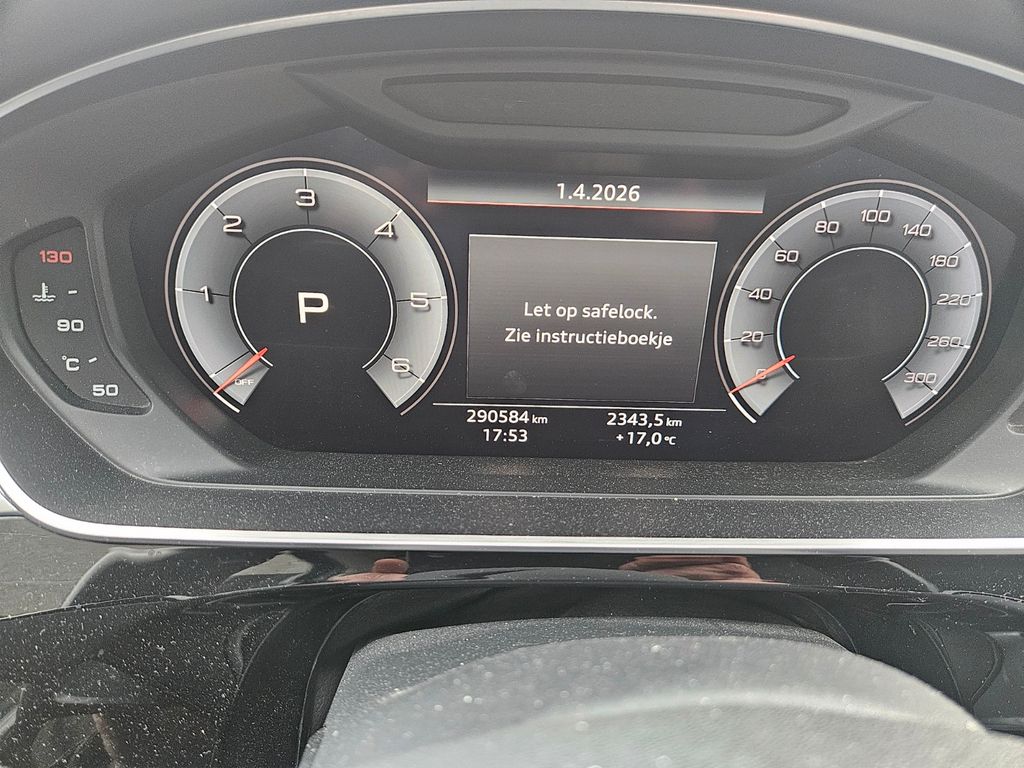 1.4.2026
Let op safelock.
Zie instructieboekje
290584 km
2343,5 km
17:53
+17,0 °C
130
90
°C
50
P
OFF
1
2
3
4
5
6
0
20
40
60
80
100
140
180
220
260
300